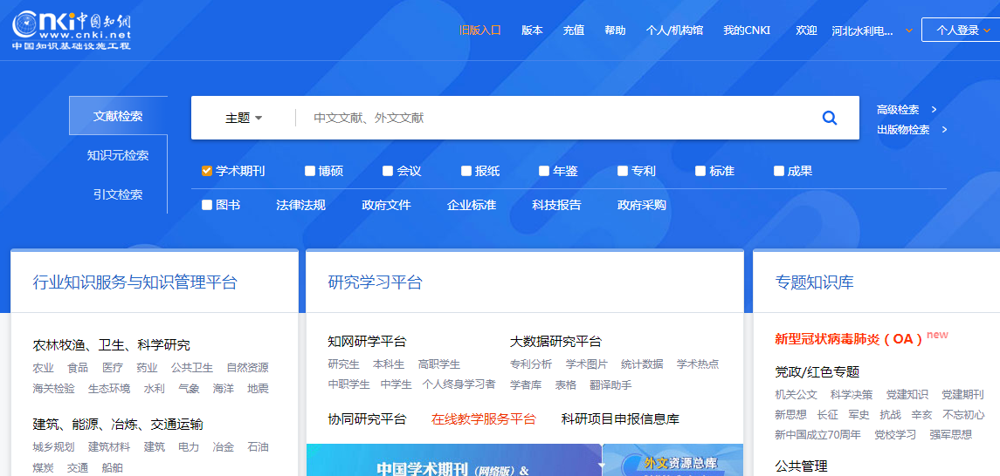 Cnki中国知网
www.cnki.net
中国知识基础设施工程
旧版入口 版本 充值 帮助 个人/机构馆 我的CNKI 欢迎 河北水利电... 个人登录
文献检索
知识元检索
引文检索
主题 中文文献、外文文献
高级检索 >
出版物检索 >
学术期刊 博硕 会议 报纸 年鉴 专利 标准 成果
图书 法律法规 政府文件 企业标准 科技报告 政府采购
行业知识服务与知识管理平台
农林牧渔、卫生、科学研究
农业 食品 医疗 药业 公共卫生 自然资源
海关检验 生态环境 水利 气象 海洋 地震
建筑、能源、冶炼、交通运输
城乡规划 建筑材料 建筑 电力 冶金 石油
煤炭 交通 船舶
研究学习平台
知网研学平台
研究生 本科生 高职学生
中职学生 中学生 个人终身学习者
大数据研究平台
专利分析 学术图片 统计数据 学术热点
学者库 表格 翻译助手
协同研究平台 在线教学服务平台 科研项目申报信息库
中国学术期刊（网络版）&
外文资源总库
专题知识库
新型冠状病毒肺炎（OA）new
党政/红色专题
机关公文 科学决策 党建知识 党建期刊
新思想 长征 军史 抗战 辛亥 不忘初心
新中国成立70周年 党校学习 强军思想
公共管理